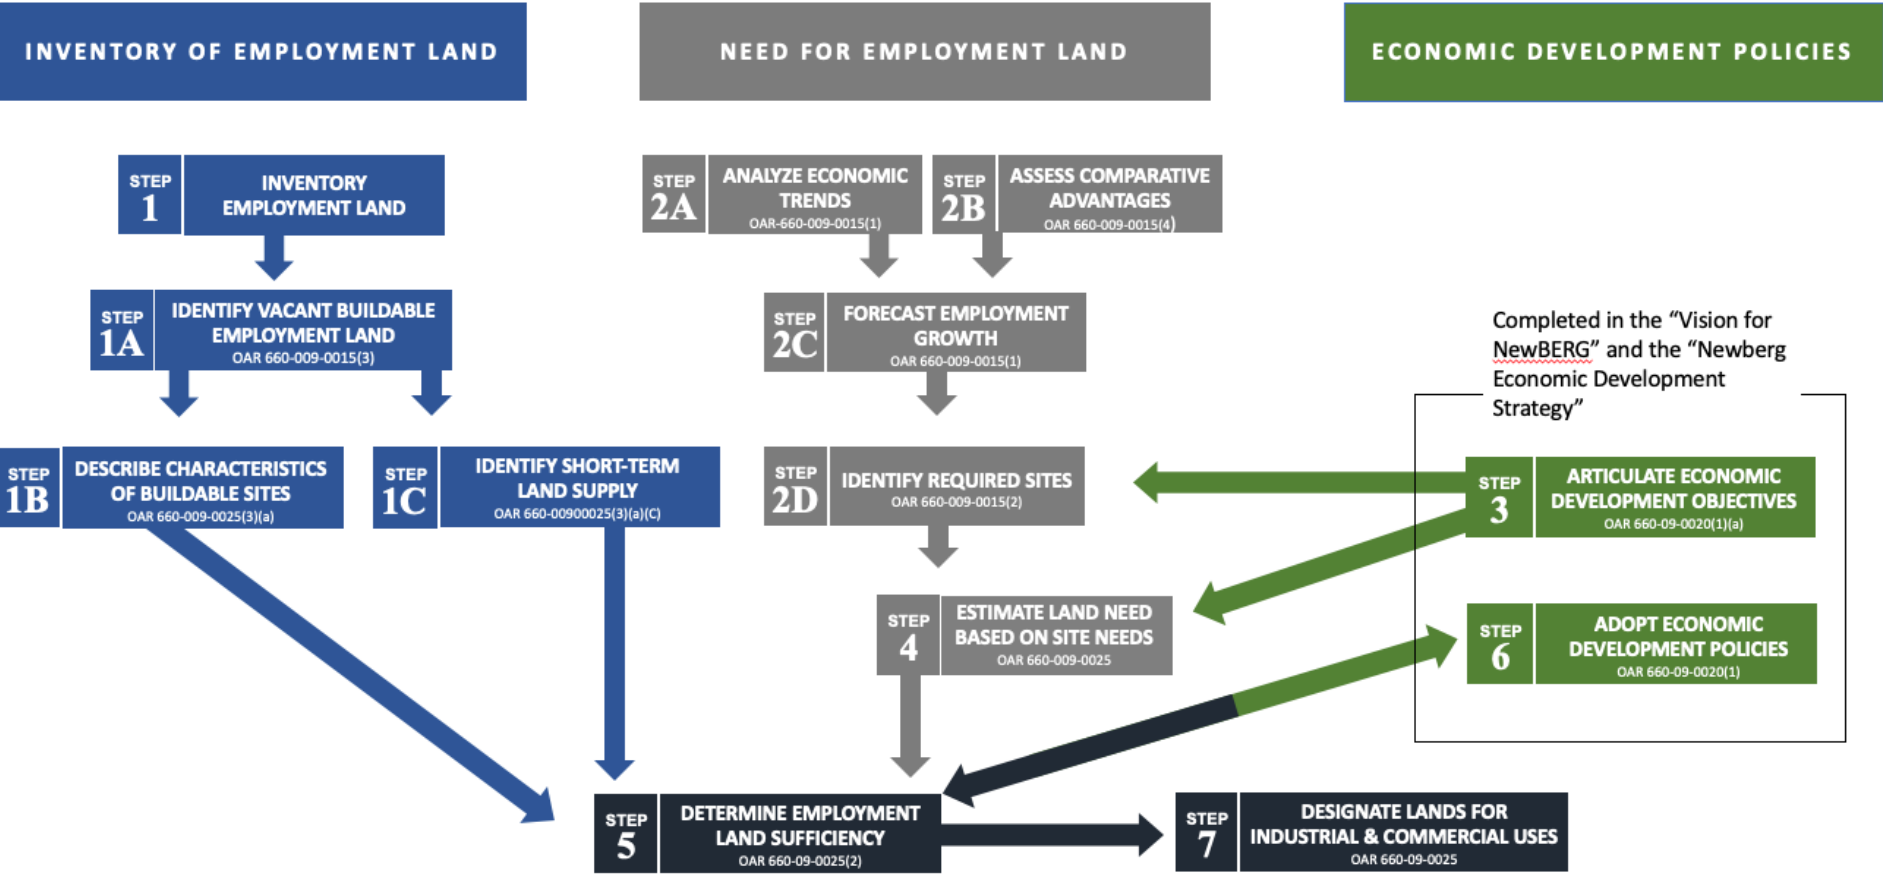 INVENTORY OF EMPLOYMENT LAND
NEED FOR EMPLOYMENT LAND
ECONOMIC DEVELOPMENT POLICIES
STEP
1
INVENTORY
EMPLOYMENT LAND
STEP
2A
ANALYZE ECONOMIC
TRENDS
OAR-660-009-0015(1)
STEP
2B
ASSESS COMPARATIVE
ADVANTAGES
OAR 660-009-0015(4)
STEP
1A
IDENTIFY VACANT BUILDABLE
EMPLOYMENT LAND
OAR 660-009-0015(3)
STEP
2C
FORECAST EMPLOYMENT
GROWTH
OAR 660-009-0015(1)
Completed in the “Vision for
NewBERG” and the “Newberg
Economic Development
Strategy”
STEP
1B
DESCRIBE CHARACTERISTICS
OF BUILDABLE SITES
OAR 660-009-0025(3)(a)
STEP
1C
IDENTIFY SHORT-TERM
LAND SUPPLY
OAR 660-00900025(3)(a)(C)
STEP
2D
IDENTIFY REQUIRED SITES
OAR 660-009-0015(2)
STEP
3
ARTICULATE ECONOMIC
DEVELOPMENT OBJECTIVES
OAR 660-09-0020(1)(a)
STEP
4
ESTIMATE LAND NEED
BASED ON SITE NEEDS
OAR 660-009-0025
STEP
6
ADOPT ECONOMIC
DEVELOPMENT POLICIES
OAR 660-09-0020(1)
STEP
5
DETERMINE EMPLOYMENT
LAND SUFFICIENCY
OAR 660-09-0025(2)
STEP
7
DESIGNATE LANDS FOR
INDUSTRIAL & COMMERCIAL USES
OAR 660-09-0025